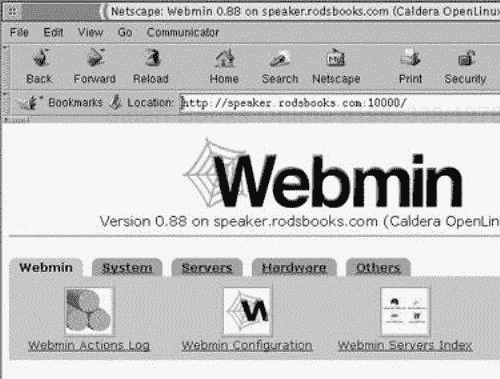 Netscape: Webmin 0.88 on speaker.rodsbooks.com (Caldera OpenLinux
File Edit View Go Communicator
Back Forward Reload Home Search Netscape Print Security
Bookmarks Location: http://speaker.rodsbooks.com:10000/
Webmin
Version 0.88 on speaker.rodsbooks.com (Caldera OpenLinu
Webmin System Servers Hardware Others
Webmin Actions Log Webmin Configuration Webmin Servers Index